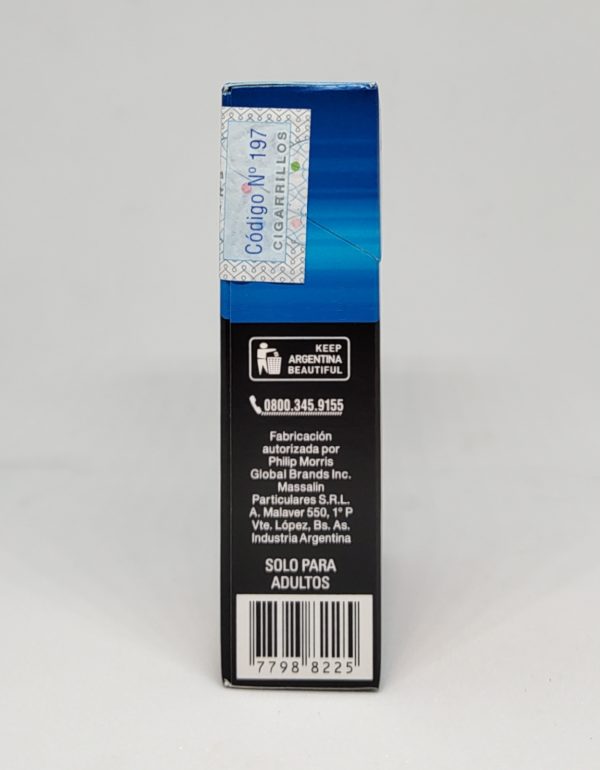 Código Nº 197
CIGARRILLOS
KEEP
ARGENTINA
BEAUTIFUL
0800.345.9155
Fabricación
autorizada por
Philip Morris
Global Brands Inc.
Massalin
Particulares S.R.L.
A. Malaver 550, 1° P
Vte. López, Bs. As.
Industria Argentina
SOLO PARA
ADULTOS
7798 8225